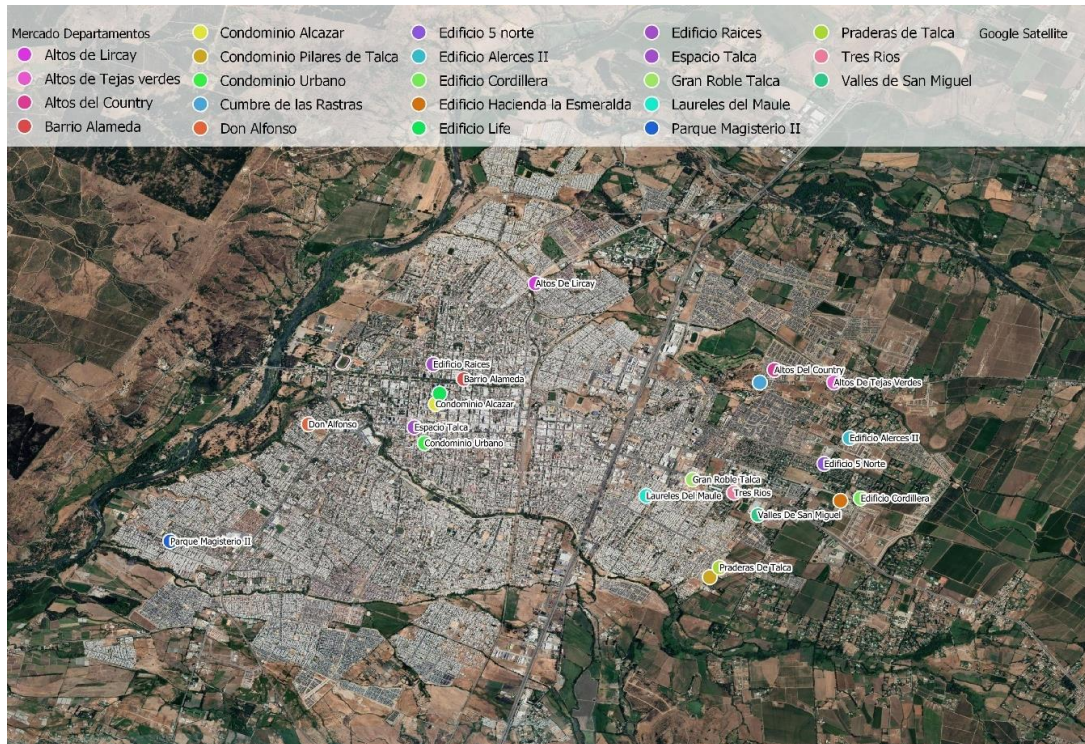 Mercado Departamentos
Altos de Lircay
Altos de Tejas verdes
Altos del Country
Barrio Alameda
Condominio Alcazar
Condominio Pilares de Talca
Condominio Urbano
Cumbre de las Rastras
Don Alfonso
Edificio 5 norte
Edificio Alerces II
Edificio Cordillera
Edificio Hacienda la Esmeralda
Edificio Life
Edificio Raices
Espacio Talca
Gran Roble Talca
Laureles del Maule
Parque Magisterio II
Praderas de Talca
Tres Rios
Valles de San Miguel
Google Satellite
Altos De Lircay
Edificio Raices
Barrio Alameda
Altos Del Country
Altos De Tejas Verdes
Condominio Alcazar
Don Alfonso
Espacio Talca
Condominio Urbano
Edificio Alerces II
Edificio 5 Norte
Gran Roble Talca
Laureles Del Maule
Tres Rios
Edificio Cordillera
Valles De San Miguel
Parque Magisterio II
Praderas De Talca